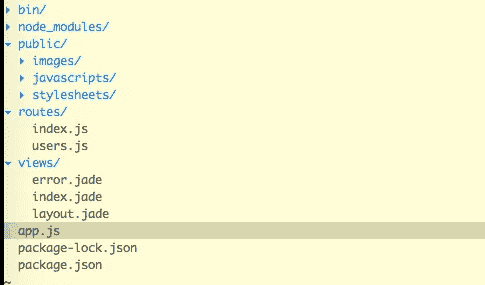 bin/
node_modules/
public/
images/
javascripts/
stylesheets/
routes/
index.js
users.js
views/
error.jade
index.jade
layout.jade
app.js
package-lock.json
package.json
~